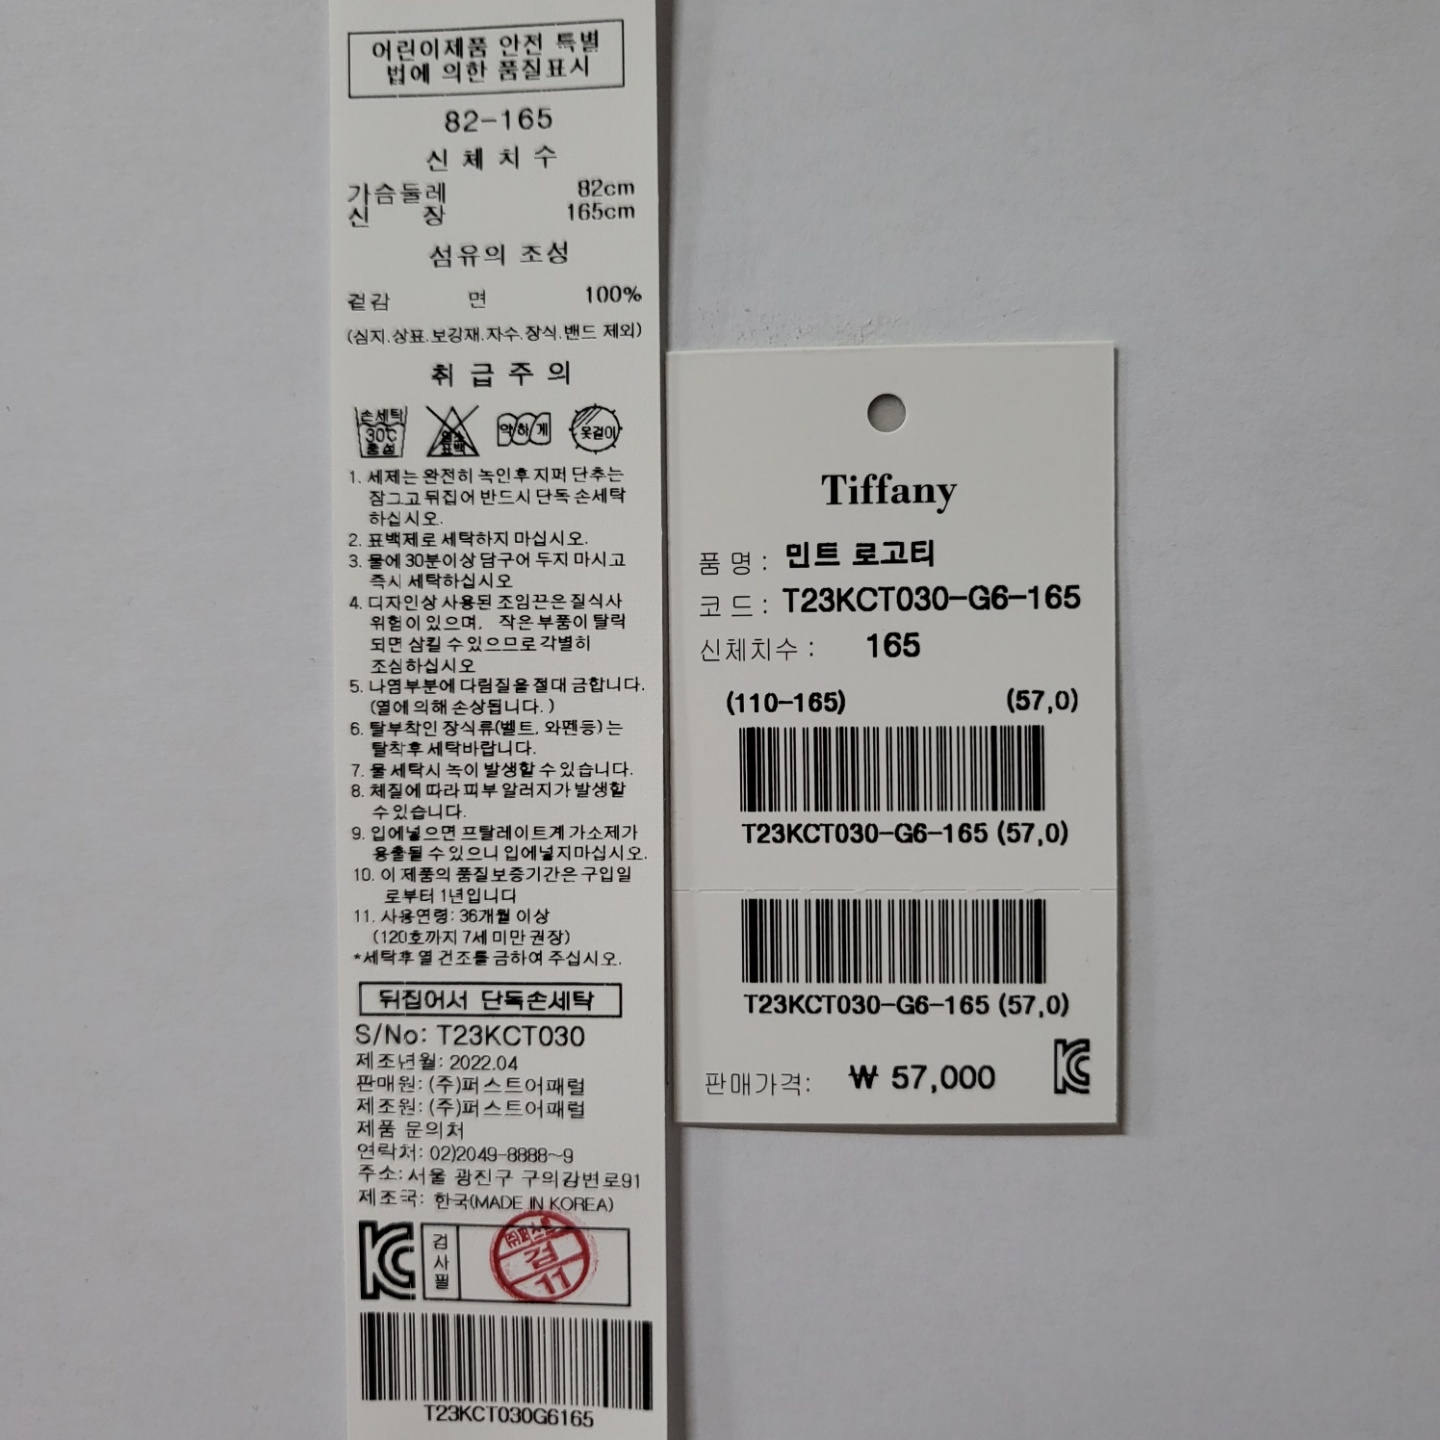 어린이제품 안전 특별
법에 의한 품질표시
82-165
신 체 치 수
가슴둘레 82cm
신 장 165cm
섬유의 조성
겉감 면 100%
(심지.상표.보강재.자수.장식.밴드 제외)
취 급 주 의
손세탁
30℃
중성
염소
표백
약하게
옷걸이
1. 세제는 완전히 녹인후 지퍼 단추는
잠그고 뒤집어 반드시 단독 손세탁
하십시오.
2. 표백제로 세탁하지 마십시오.
3. 물에 30분이상 담구어 두지 마시고
즉시 세탁하십시오
4. 디자인상 사용된 조임끈은 질식사
위험이 있으며, 작은 부품이 탈락
되면 삼킬 수 있으므로 각별히
조심하십시오
5. 나염부분에 다림질을 절대 금합니다.
(열에 의해 손상됩니다. )
6. 탈부착인 장식류(벨트, 와펜등) 는
탈착후 세탁바랍니다.
7. 물 세탁시 녹이 발생할 수 있습니다.
8. 체질에 따라 피부 알러지가 발생할
수 있습니다.
9. 입에넣으면 프탈레이트계 가소제가
용출될 수 있으니 입에넣지마십시오.
10. 이 제품의 품질보증기간은 구입일
로부터 1년입니다
11. 사용연령: 36개월 이상
(120호까지 7세 미만 권장)
*세탁후 열 건조를 금하여 주십시오.
뒤집어서 단독손세탁
S/No: T23KCT030
제조년월: 2022.04
판매원: (주)퍼스트어패럴
제조원: (주)퍼스트어패럴
제품 문의처
연락처: 02)2049-8888~9
주소: 서울 광진구 구의강변로91
제조국: 한국(MADE IN KOREA)
KC
검사필
(주)퍼스트
검
11
T23KCT030G6165
Tiffany
품 명 : 민트 로고티
코 드 : T23KCT030-G6-165
신체치수 : 165
(110-165) (57,0)
T23KCT030-G6-165 (57,0)
T23KCT030-G6-165 (57,0)
KC
판매가격: ₩ 57,000